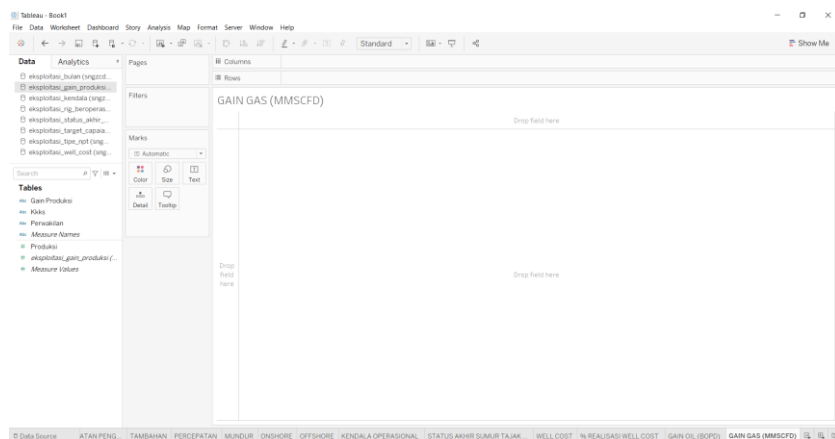 Tableau - Book1
File Data Worksheet Dashboard Story Analysis Map Format Server Window Help
Standard
Show Me
Data Analytics
Pages
Columns
Rows
eksploitasi_bulan (sngzcd...
eksploitasi_gain_produksi...
eksploitasi_kendala (sngz...
eksploitasi_rig_beroperas...
eksploitasi_status_akhir_...
eksploitasi_target_capaia...
eksploitasi_tipe_npt (sng...
eksploitasi_well_cost (sng...
Search
Tables
Abc Gain Produksi
Abc Kkks
Abc Perwakilan
Abc Measure Names
Produksi
eksploitasi_gain_produksi (...
Measure Values
Filters
Marks
Automatic
Color Size Text
Detail Tooltip
GAIN GAS (MMSCFD)
Drop field here
Drop
field
here
Drop field here
Data Source ATAN PENG... TAMBAHAN PERCEPATAN MUNDUR ONSHORE OFFSHORE KENDALA OPERASIONAL STATUS AKHIR SUMUR TAJAK... WELL COST % REALISASI WELL COST GAIN OIL (BOPD) GAIN GAS (MMSCFD)